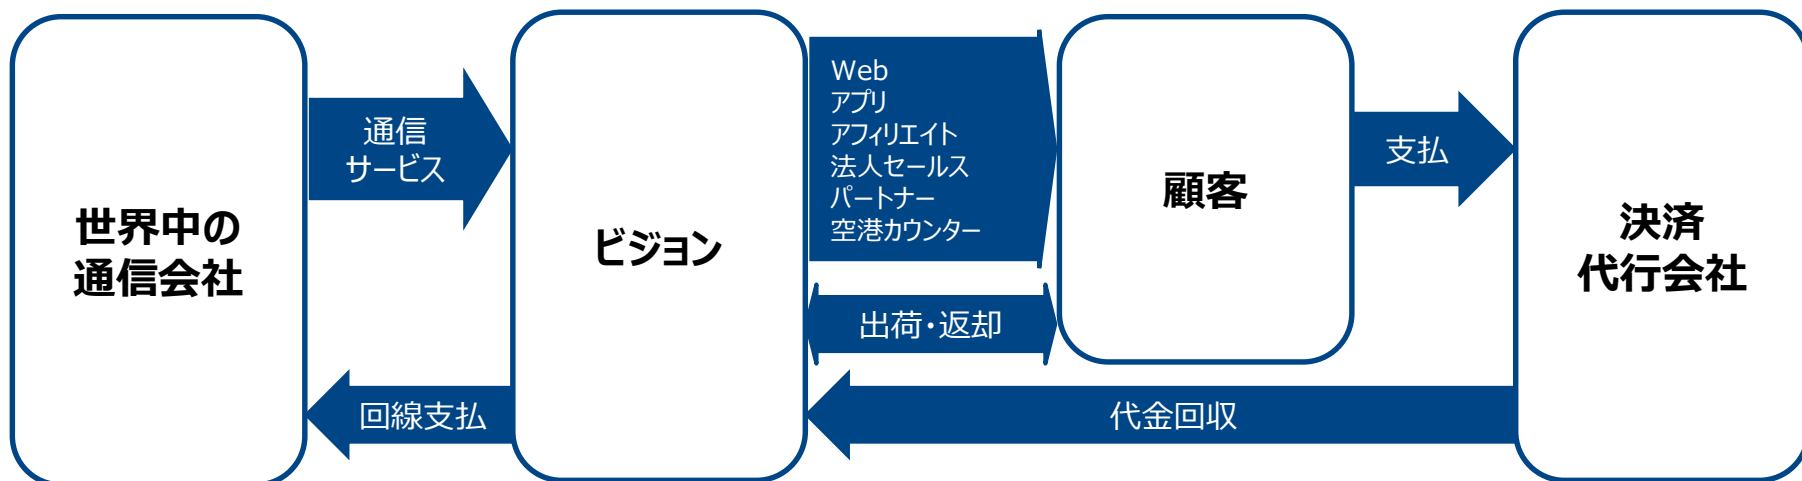 世界中の
通信会社
通信
サービス
回線支払
ビジョン
Web
アプリ
アフィリエイト
法人セールス
パートナー
空港カウンター
出荷・返却
代金回収
顧客
支払
決済
代行会社